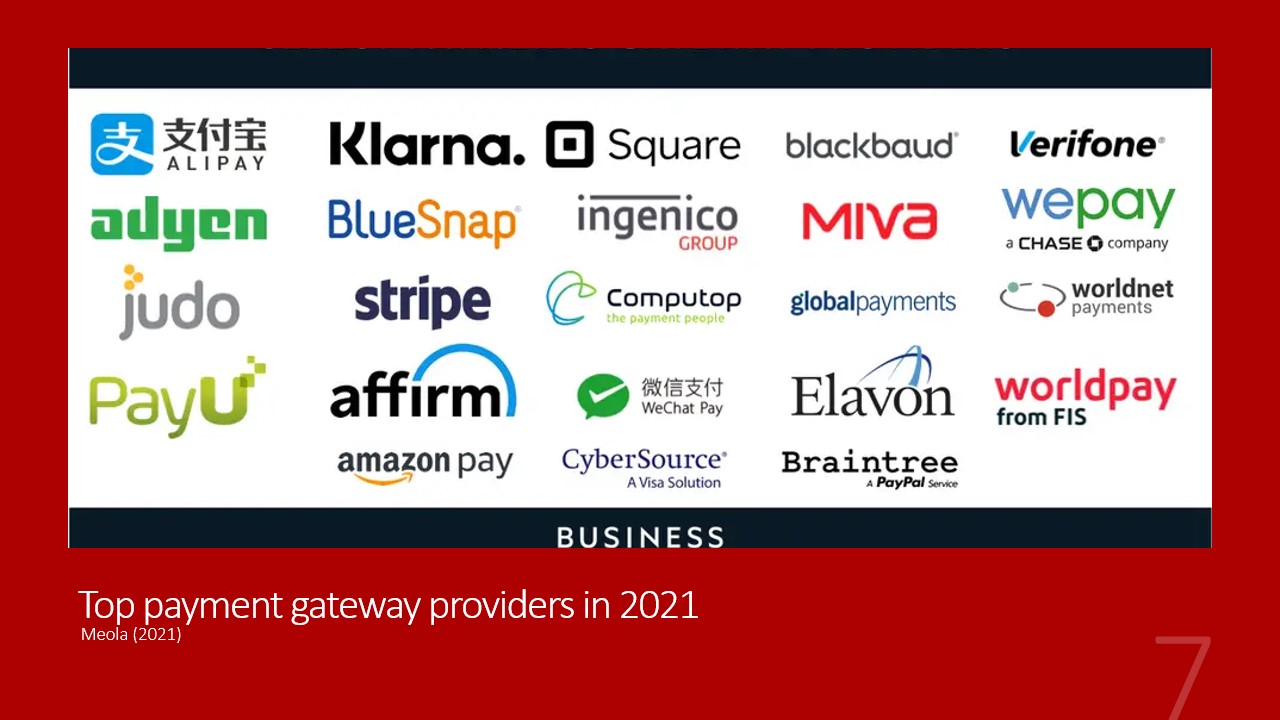 支 支付宝
ALIPAY
Klarna.
Square
blackbaud®
Verifone®
adyen
BlueSnap®
ingenico
GROUP
MIVA
wepay
a CHASE company
judo
stripe
Computop
the payment people
globalpayments
worldnet
payments
PayU
affirm
微信支付
WeChat Pay
Elavon
worldpay
from FIS
amazon pay
CyberSource®
A Visa Solution
Braintree
A PayPal Service
BUSINESS
Top payment gateway providers in 2021
Meola (2021)
7